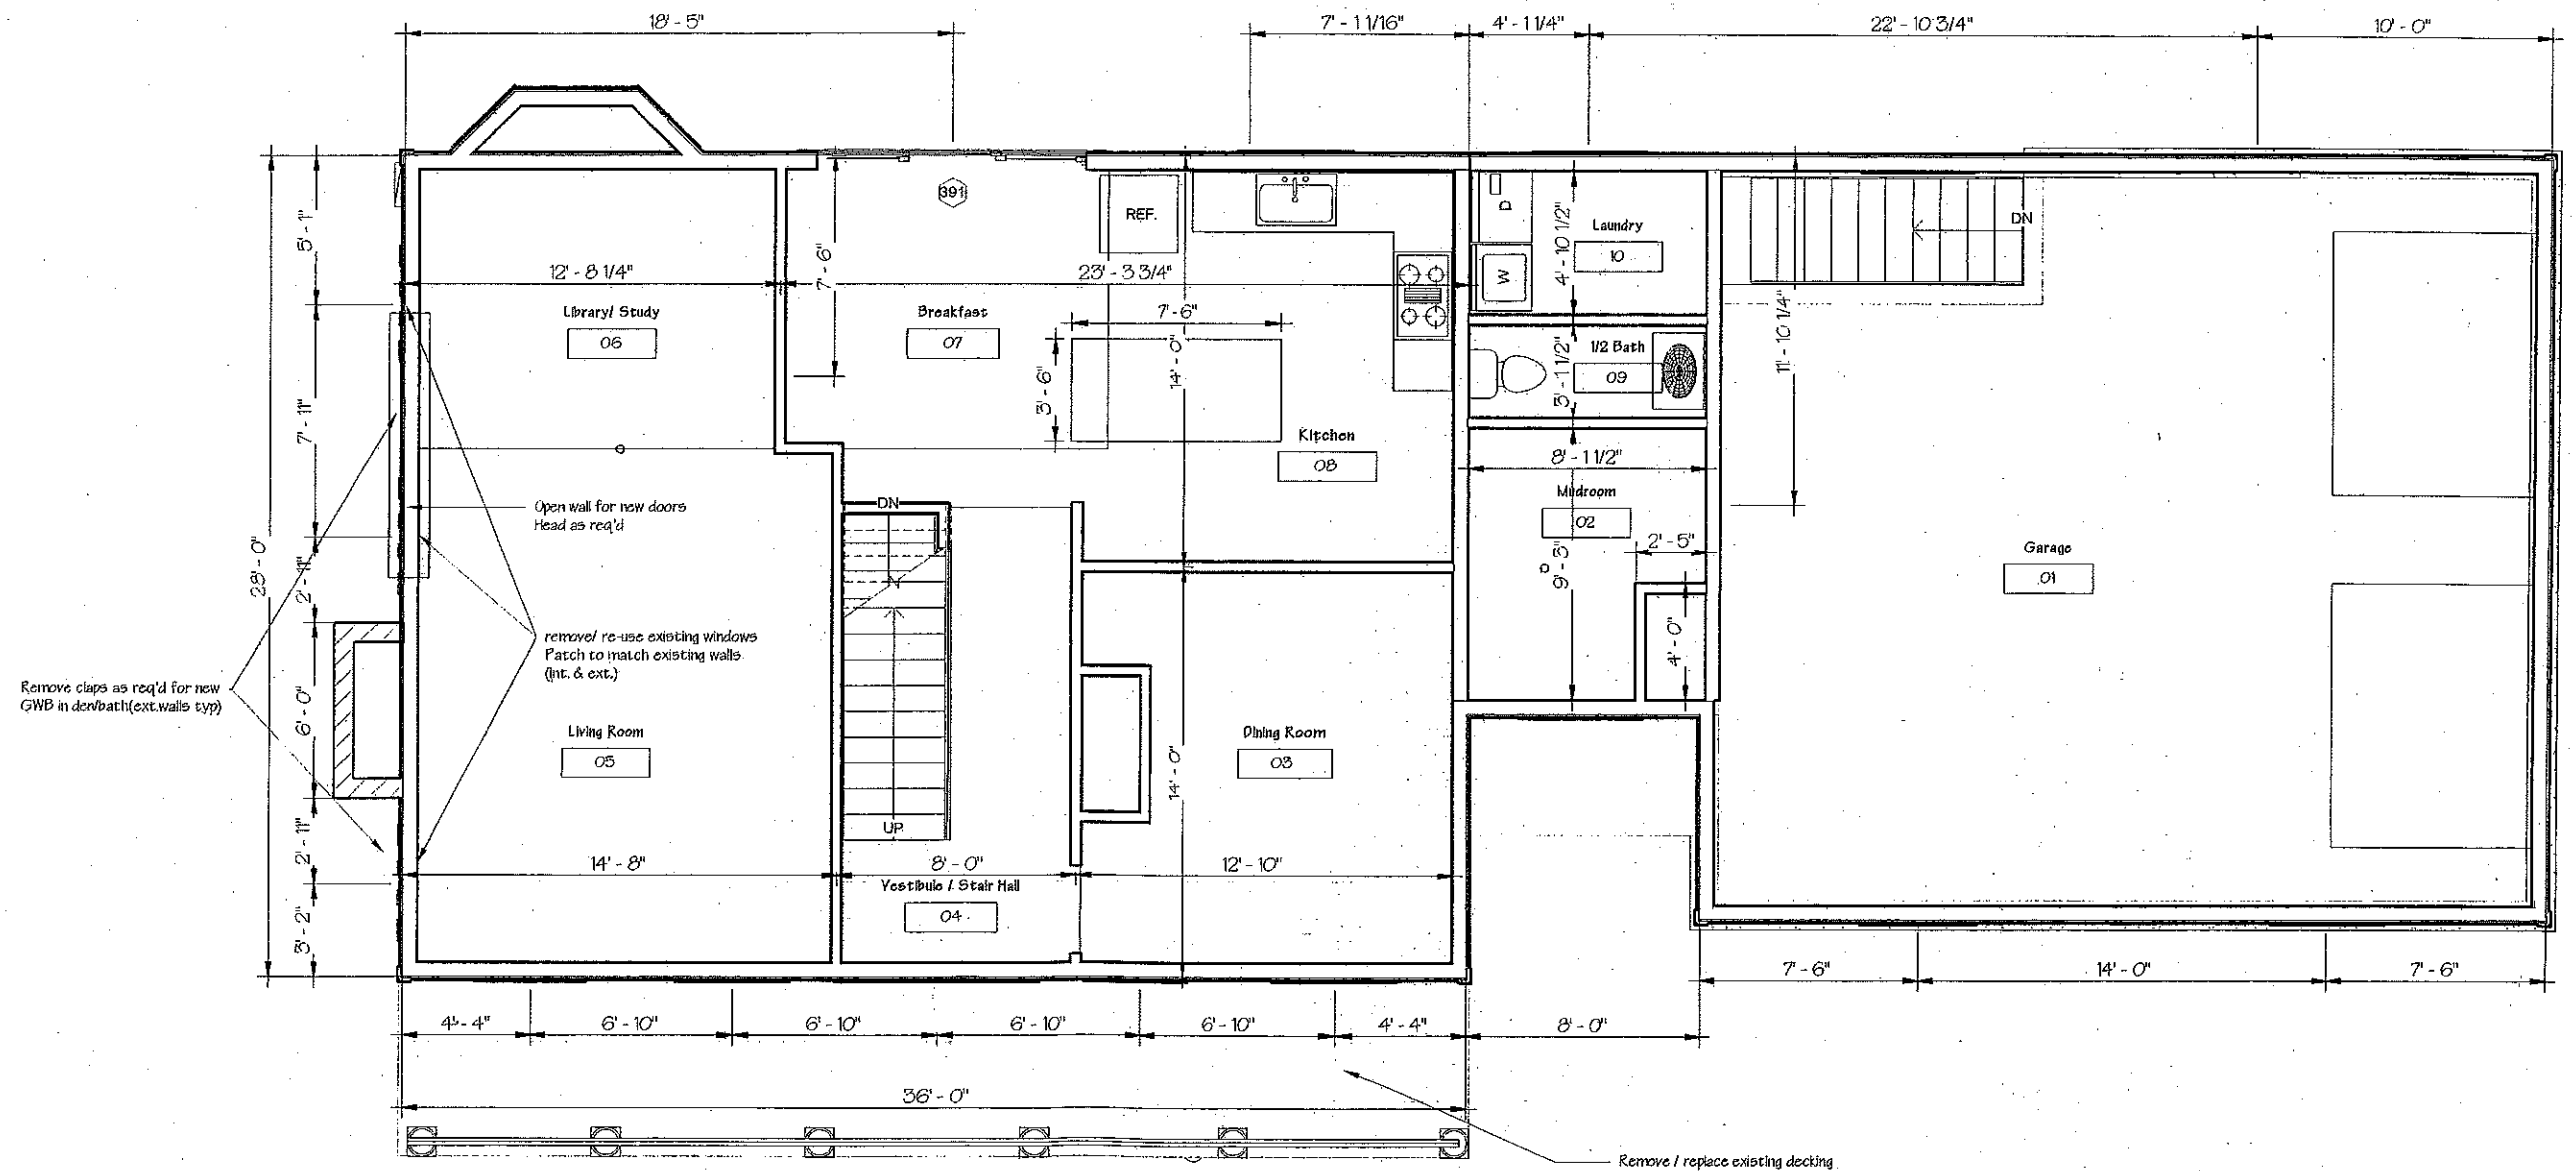 18' - 5"
7' - 1 1/16"
4' - 1 1/4"
22' - 10 3/4"
10' - 0"
391
REF.
D
W
Laundry
10
4' - 10 1/2"
DN
5' - 1"
12' - 8 1/4"
7' - 6"
23' - 3 3/4"
Library/ Study
06
Breakfast
07
7' - 6"
3' - 6"
14' - 0"
1/2 Bath
09
3' - 1 1/2"
11' - 10 1/4"
7' - 11"
Kitchen
08
8' - 1 1/2"
Mudroom
02
2' - 5"
9' - 3"
4' - 0"
Garage
01
Open wall for new doors
Head as req'd
DN
28' - 0"
2' - 11"
remove/ re-use existing windows
Patch to match existing walls
(int. & ext.)
Remove claps as req'd for new
GWB in den/bath(ext.walls typ)
6' - 0"
Living Room
05
Dining Room
03
14' - 0"
UP
2' - 11"
14' - 8"
8' - 0"
12' - 10"
Vestibule / Stair Hall
04
3' - 2"
7' - 6"
14' - 0"
7' - 6"
4' - 4"
6' - 10"
6' - 10"
6' - 10"
6' - 10"
4' - 4"
8' - 0"
36' - 0"
Remove / replace existing decking